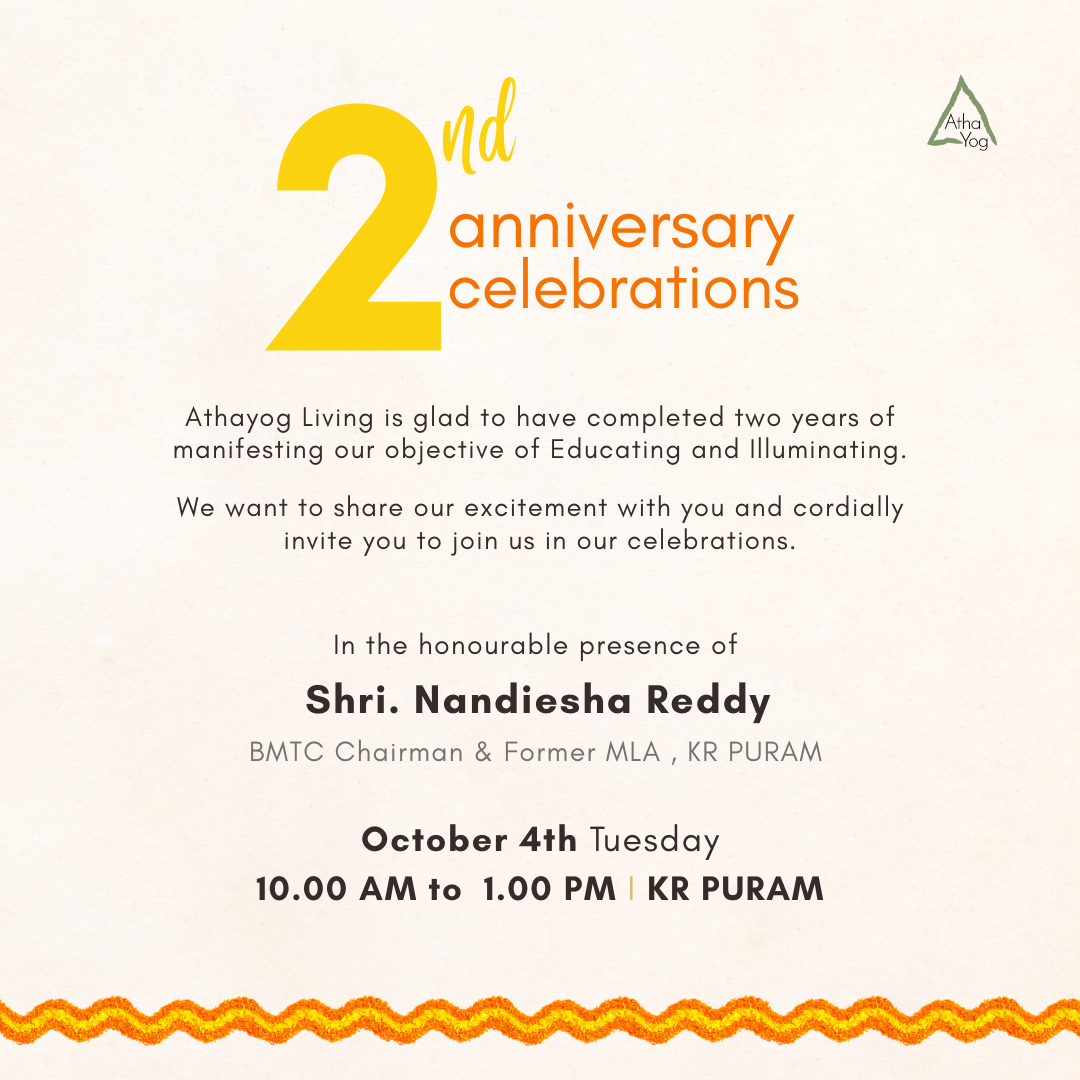 2nd
anniversary
celebrations
Atha
Yog
Athayog Living is glad to have completed two years of
manifesting our objective of Educating and Illuminating.
We want to share our excitement with you and cordially
invite you to join us in our celebrations.
In the honourable presence of
Shri. Nandiesha Reddy
BMTC Chairman & Former MLA , KR PURAM
October 4th Tuesday
10.00 AM to 1.00 PM | KR PURAM